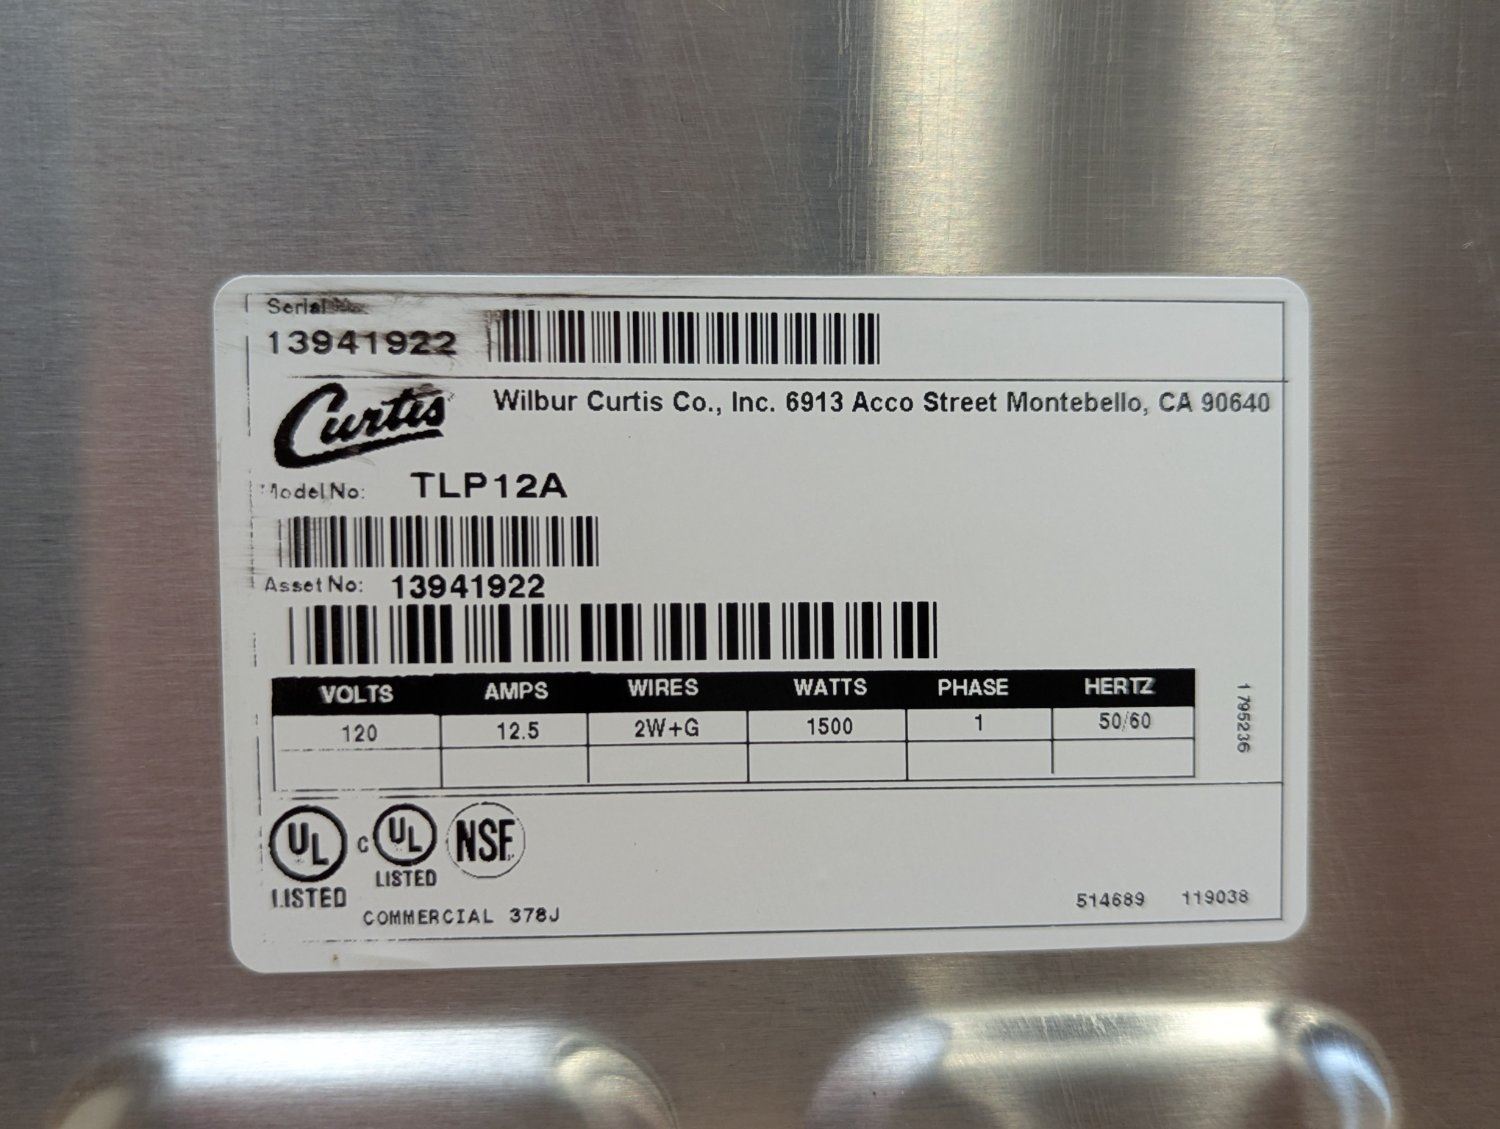 Serial No:
13941922
Curtis
Wilbur Curtis Co., Inc. 6913 Acco Street Montebello, CA 90640
Model No: TLP12A
Asset No: 13941922
VOLTS AMPS WIRES WATTS PHASE HERTZ
120 12.5 2W+G 1500 1 50/60
1795236
UL C UL NSF
LISTED LISTED
COMMERCIAL 378J
514689 119038